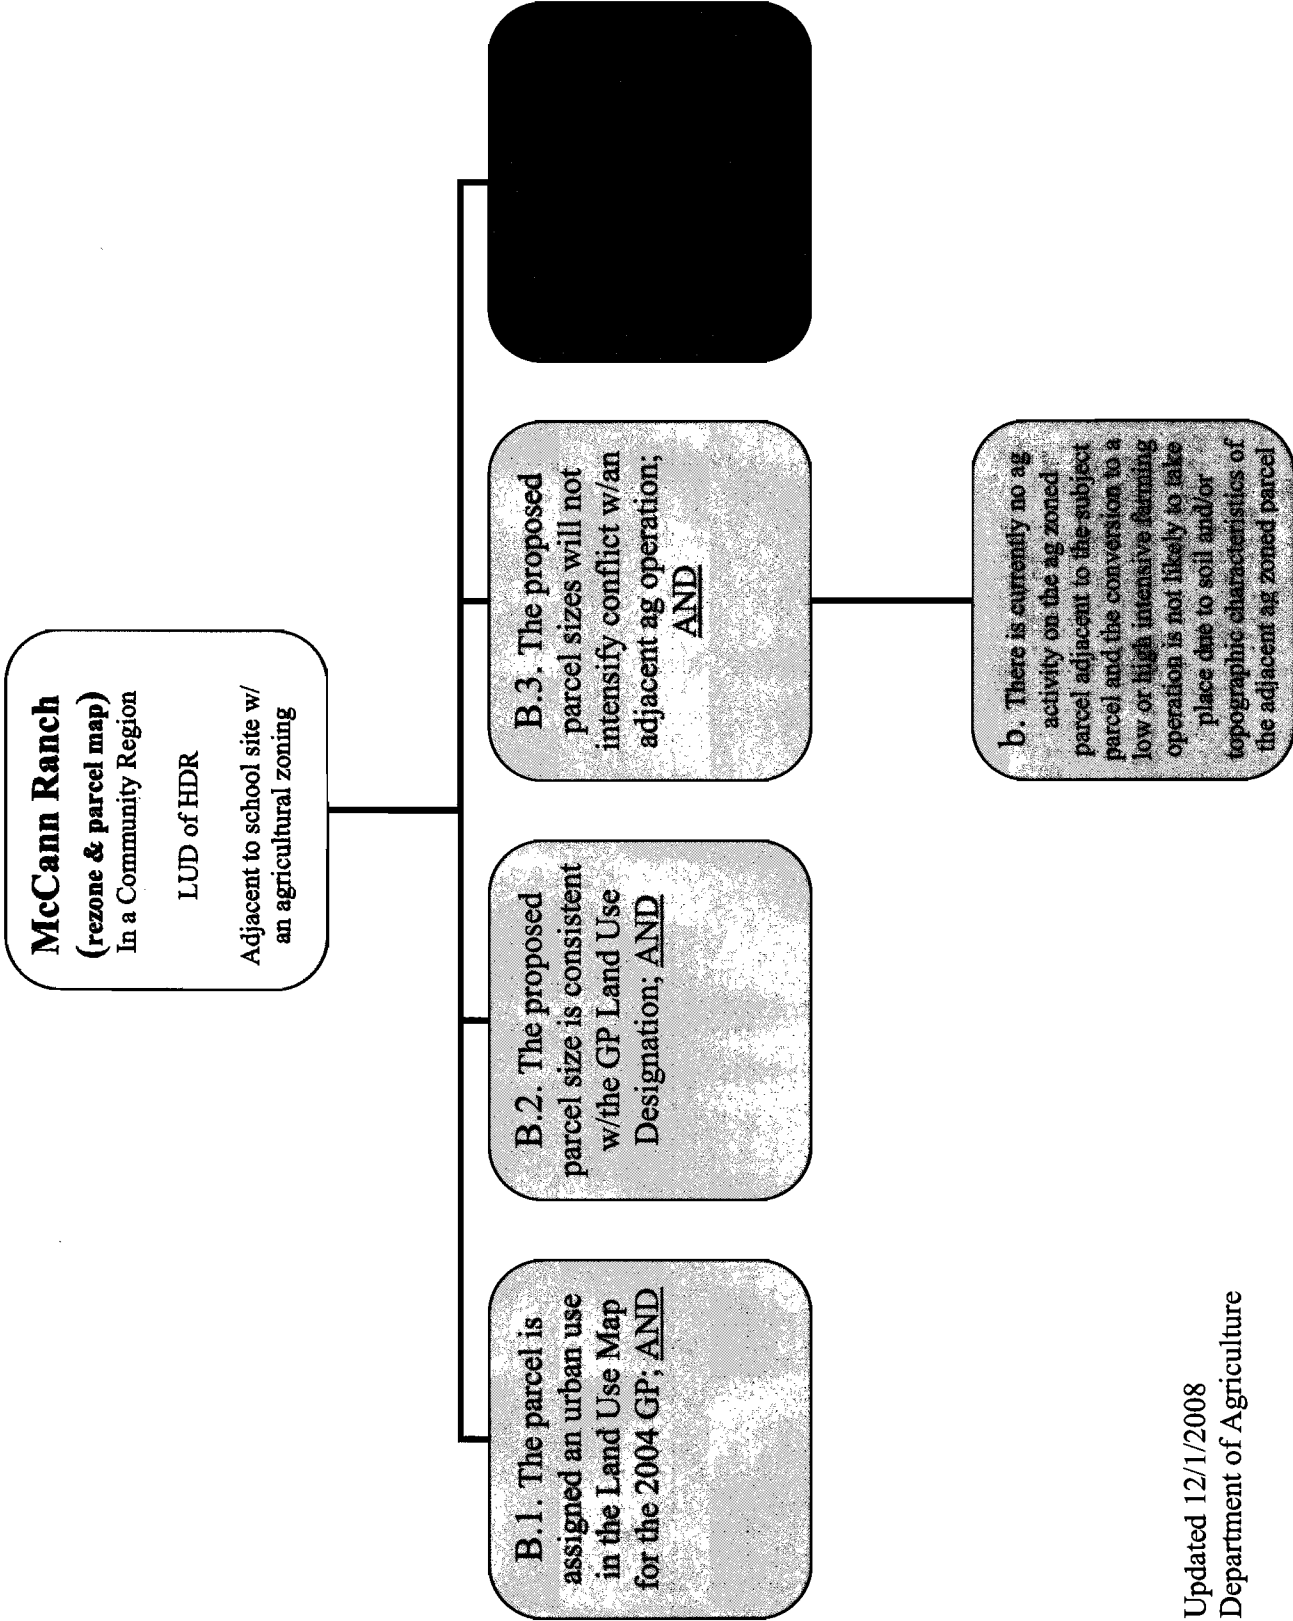 McCann Ranch
(rezone & parcel map)
In a Community Region
LUD of HDR
Adjacent to school site w/
an agricultural zoning
B.1. The parcel is
assigned an urban use
in the Land Use Map
for the 2004 GP; AND
B.2. The proposed
parcel size is consistent
w/the GP Land Use
Designation; AND
B.3. The proposed
parcel sizes will not
intensify conflict w/an
adjacent ag operation;
AND
b. There is currently no ag
activity on the ag zoned
parcel adjacent to the subject
parcel and the conversion to a
low or high intensive farming
operation is not likely to take
place due to soil and/or
topographic characteristics of
the adjacent ag zoned parcel
Updated 12/1/2008
Department of Agriculture